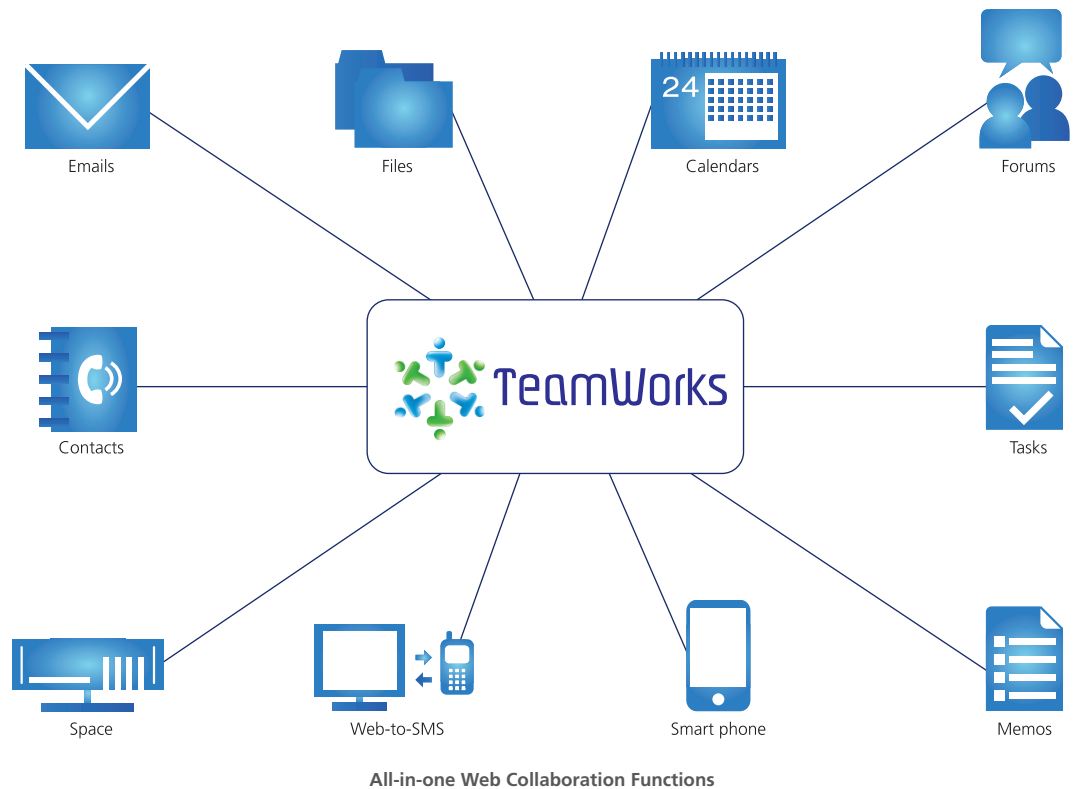 Emails
Files
24
Calendars
Forums
TeamWorks
Contacts
Tasks
Space
Web-to-SMS
Smart phone
Memos
All-in-one Web Collaboration Functions